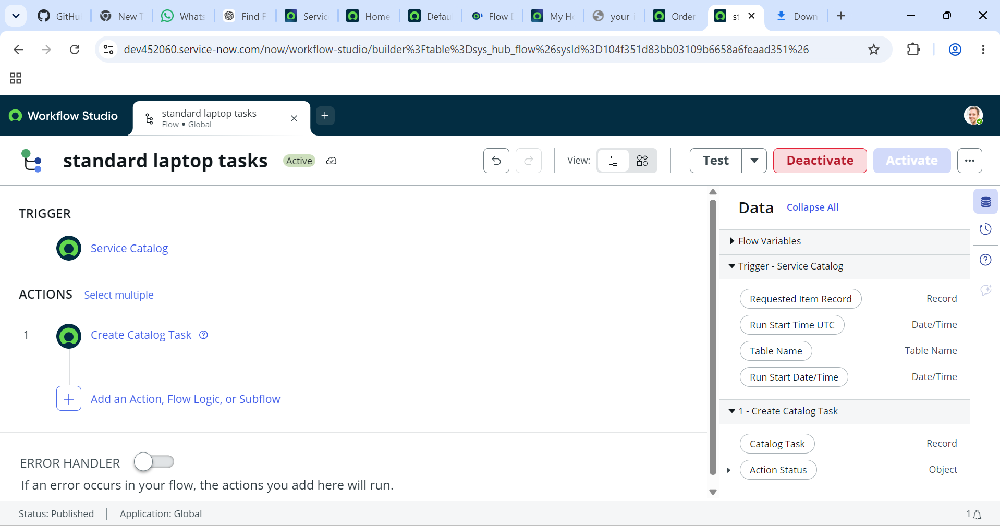 GitHu
New T
Whats
Find F
Servic
Home
Defau
Flow D
My Ho
your_i
Order
st
Down
dev452060.service-now.com/now/workflow-studio/builder%3Ftable%3Dsys_hub_flow%26sysId%3D104f351d83bb03109b6658a6feaad351%26
Workflow Studio
standard laptop tasks
Flow • Global
standard laptop tasks
Active
View:
Test
Deactivate
Activate
TRIGGER
Service Catalog
ACTIONS
Select multiple
1
Create Catalog Task
Add an Action, Flow Logic, or Subflow
ERROR HANDLER
If an error occurs in your flow, the actions you add here will run.
Data
Collapse All
Flow Variables
Trigger - Service Catalog
Requested Item Record
Record
Run Start Time UTC
Date/Time
Table Name
Table Name
Run Start Date/Time
Date/Time
1 - Create Catalog Task
Catalog Task
Record
Action Status
Object
Status: Published
Application: Global
1